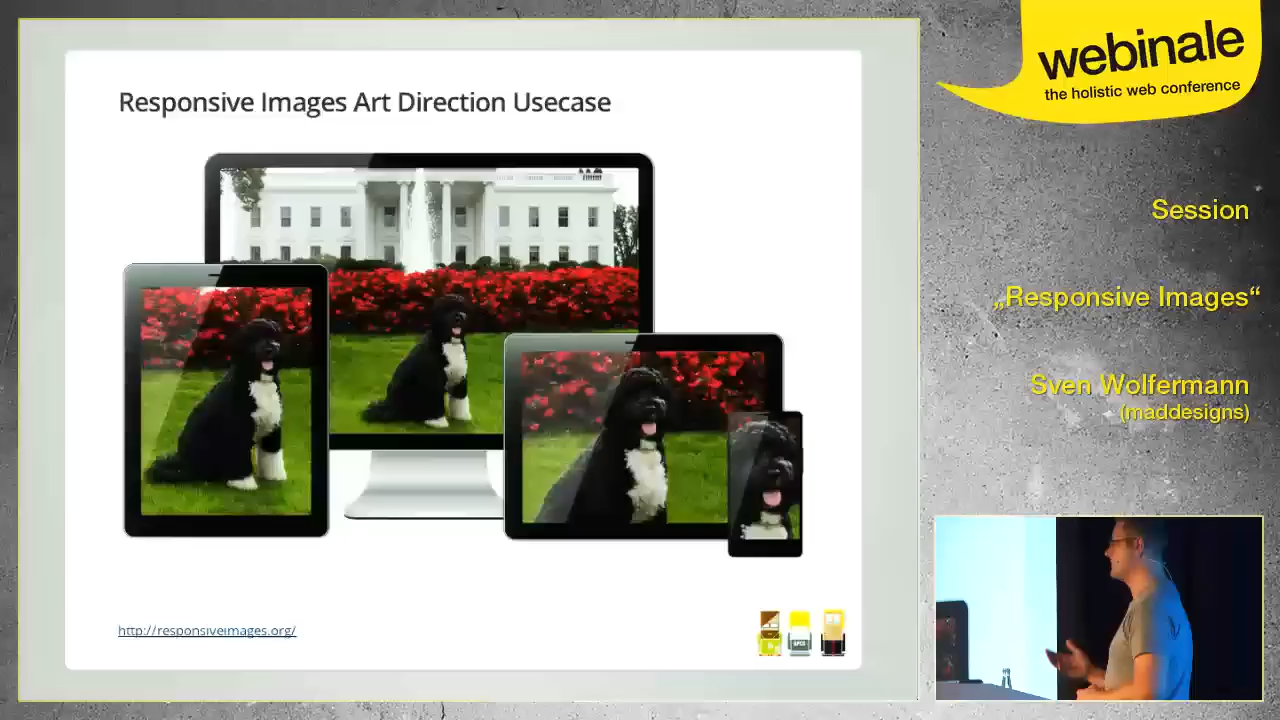 Responsive Images Art Direction Usecase
http://responsiveimages.org/
webinale
the holistic web conference
Session
„Responsive Images“
Sven Wolfermann
(maddesigns)